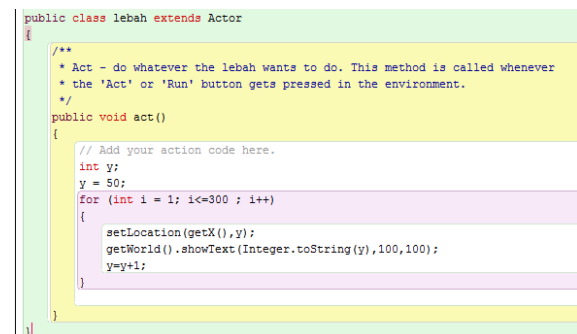 public class lebah extends Actor
{
/**
* Act - do whatever the lebah wants to do. This method is called whenever
* the 'Act' or 'Run' button gets pressed in the environment.
*/
public void act()
{
// Add your action code here.
int y;
y = 50;
for (int i = 1; i<=300 ; i++)
{
setLocation(getX(),y);
getWorld().showText(Integer.toString(y),100,100);
y=y+1;
}
}
}